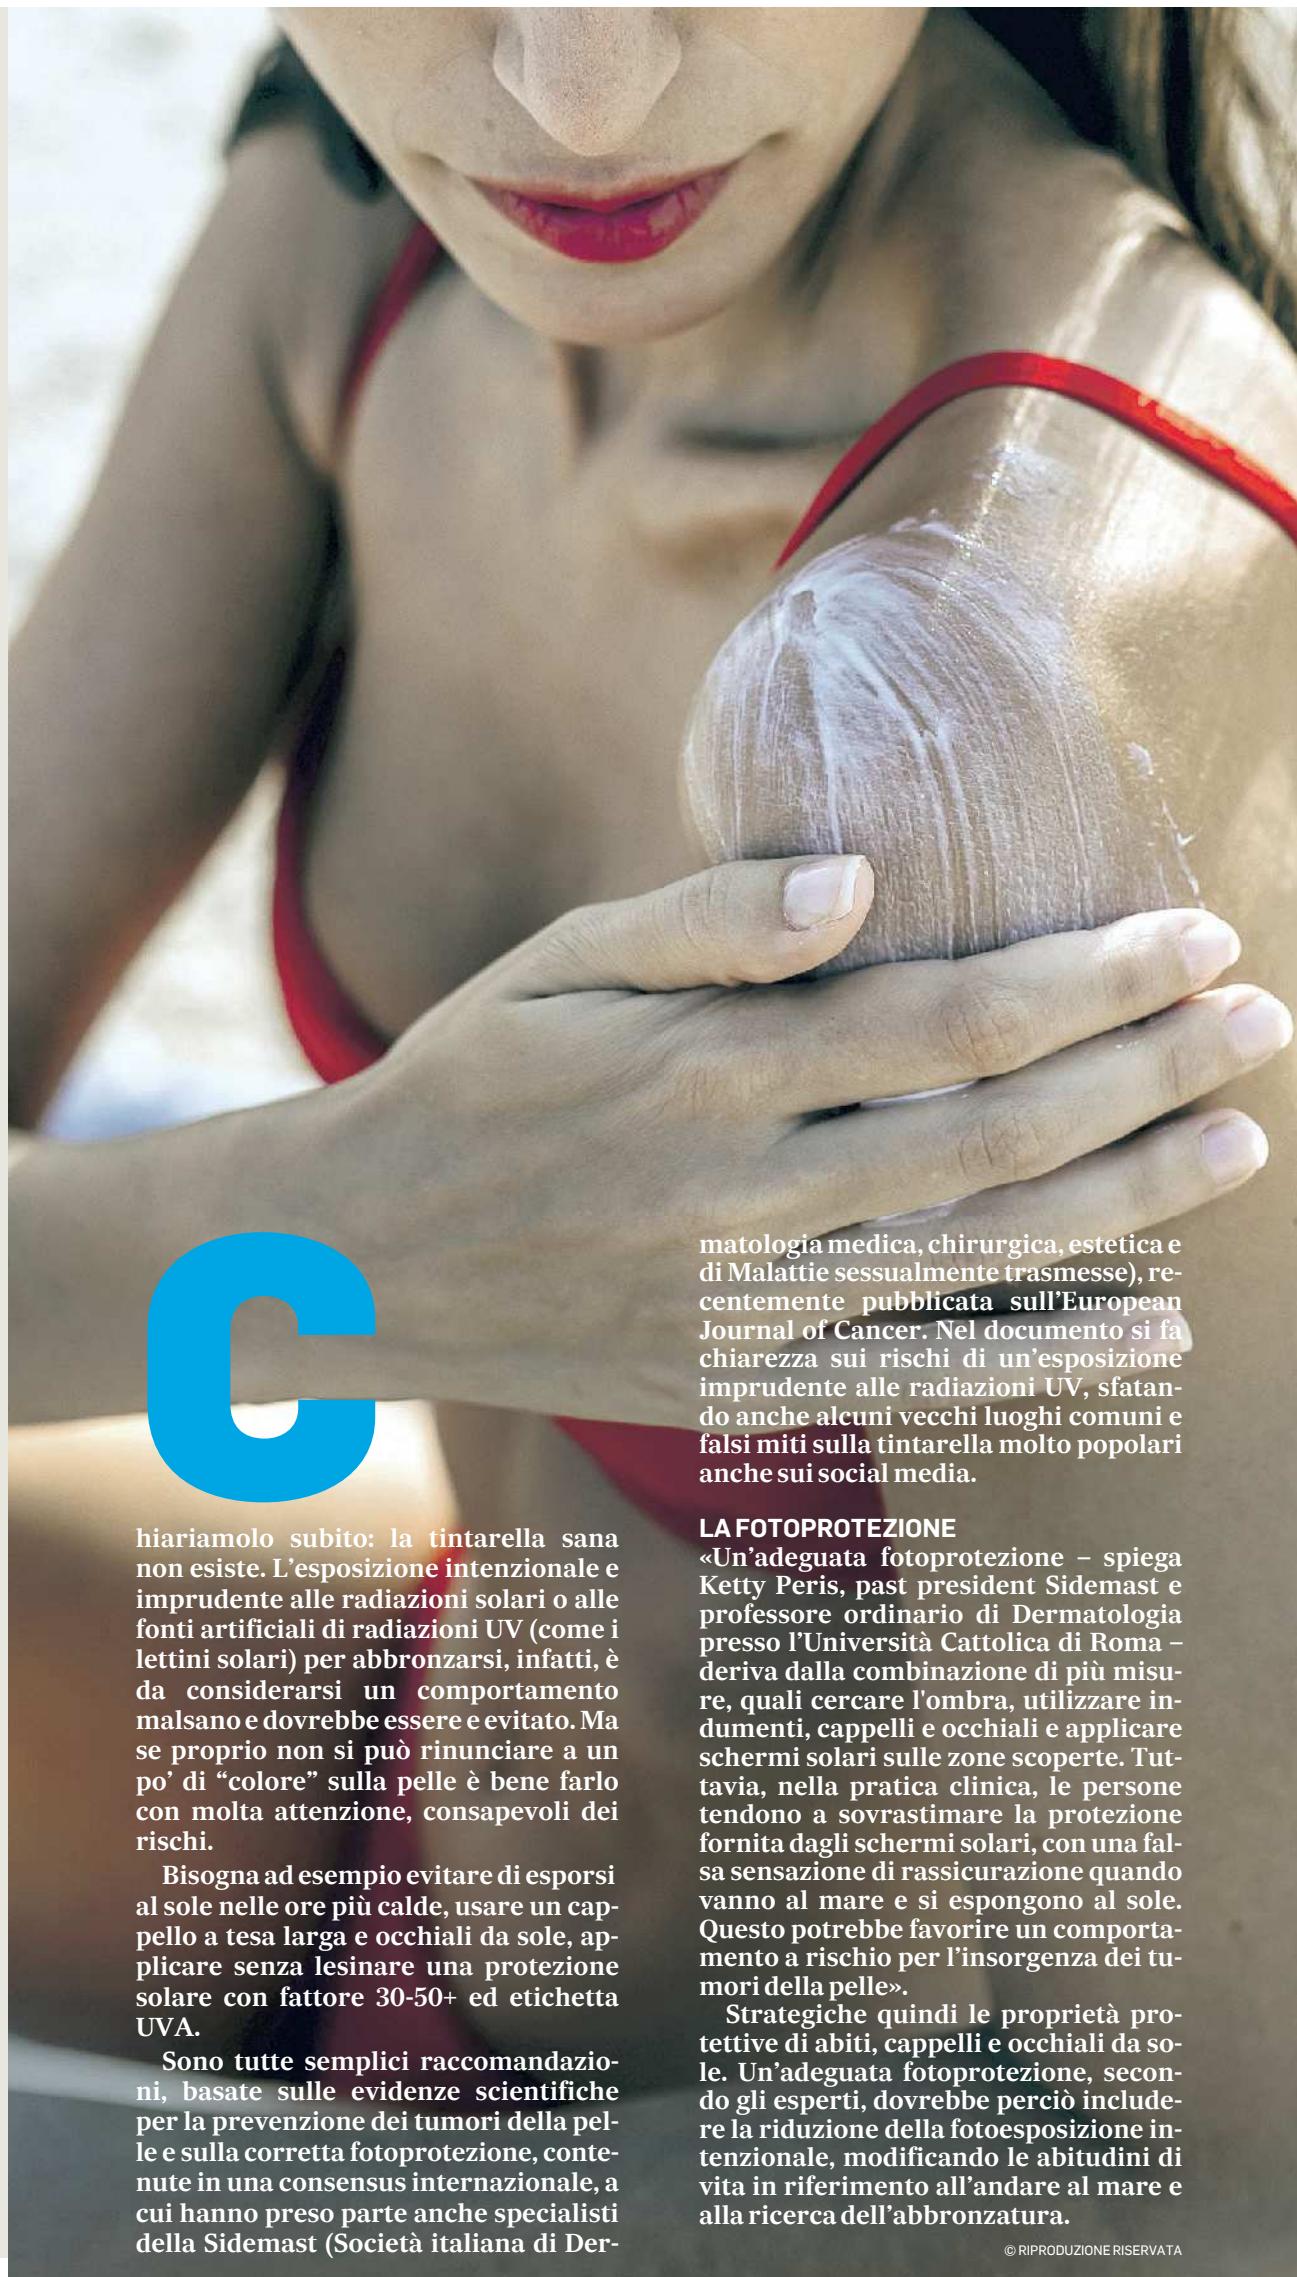 C
hiariamolo subito: la tintarella sana
non esiste. L’esposizione intenzionale e
imprudente alle radiazioni solari o alle
fonti artificiali di radiazioni UV (come i
lettini solari) per abbronzarsi, infatti, è
da considerarsi un comportamento
malsano e dovrebbe essere e evitato. Ma
se proprio non si può rinunciare a un
po’ di “colore” sulla pelle è bene farlo
con molta attenzione, consapevoli dei
rischi.
Bisogna ad esempio evitare di esporsi
al sole nelle ore più calde, usare un cap-
pello a tesa larga e occhiali da sole, ap-
plicare senza lesinare una protezione
solare con fattore 30-50+ ed etichetta
UVA.
Sono tutte semplici raccomandazio-
ni, basate sulle evidenze scientifiche
per la prevenzione dei tumori della pel-
le e sulla corretta fotoprotezione, conte-
nute in una consensus internazionale, a
cui hanno preso parte anche specialisti
della Sidemast (Società italiana di Der-
matologia medica, chirurgica, estetica e
di Malattie sessualmente trasmesse), re-
centemente pubblicata sull’European
Journal of Cancer. Nel documento si fa
chiarezza sui rischi di un’esposizione
imprudente alle radiazioni UV, sfatan-
do anche alcuni vecchi luoghi comuni e
falsi miti sulla tintarella molto popolari
anche sui social media.
LA FOTOPROTEZIONE
«Un’adeguata fotoprotezione – spiega
Ketty Peris, past president Sidemast e
professore ordinario di Dermatologia
presso l’Università Cattolica di Roma –
deriva dalla combinazione di più misu-
re, quali cercare l'ombra, utilizzare in-
dumenti, cappelli e occhiali e applicare
schermi solari sulle zone scoperte. Tut-
tavia, nella pratica clinica, le persone
tendono a sovrastimare la protezione
fornita dagli schermi solari, con una fal-
sa sensazione di rassicurazione quando
vanno al mare e si espongono al sole.
Questo potrebbe favorire un comporta-
mento a rischio per l’insorgenza dei tu-
mori della pelle».
Strategiche quindi le proprietà pro-
tettive di abiti, cappelli e occhiali da so-
le. Un’adeguata fotoprotezione, secon-
do gli esperti, dovrebbe perciò include-
re la riduzione della fotoesposizione in-
tenzionale, modificando le abitudini di
vita in riferimento all’andare al mare e
alla ricerca dell’abbronzatura.
© RIPRODUZIONE RISERVATA